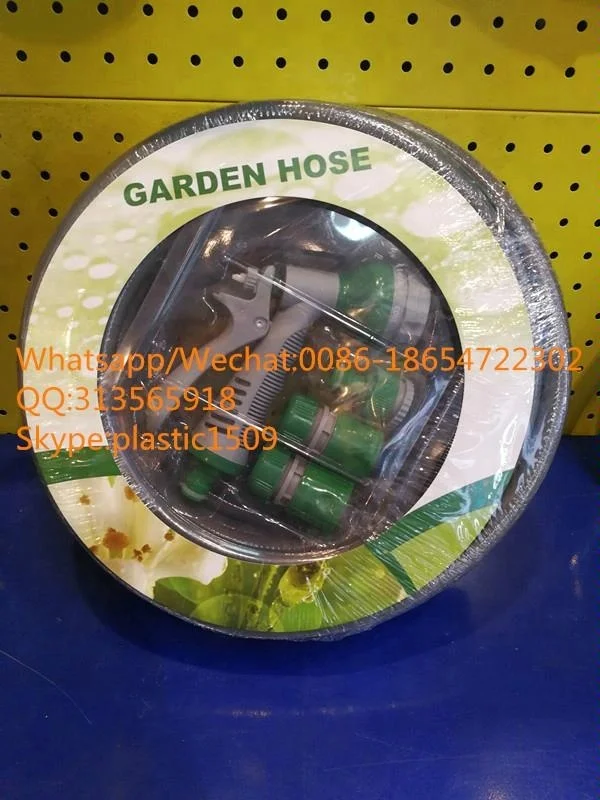 GARDEN HOSE
Whatsapp/Wechat:0086-18654722302
QQ:313565918
Skype:plastic1509